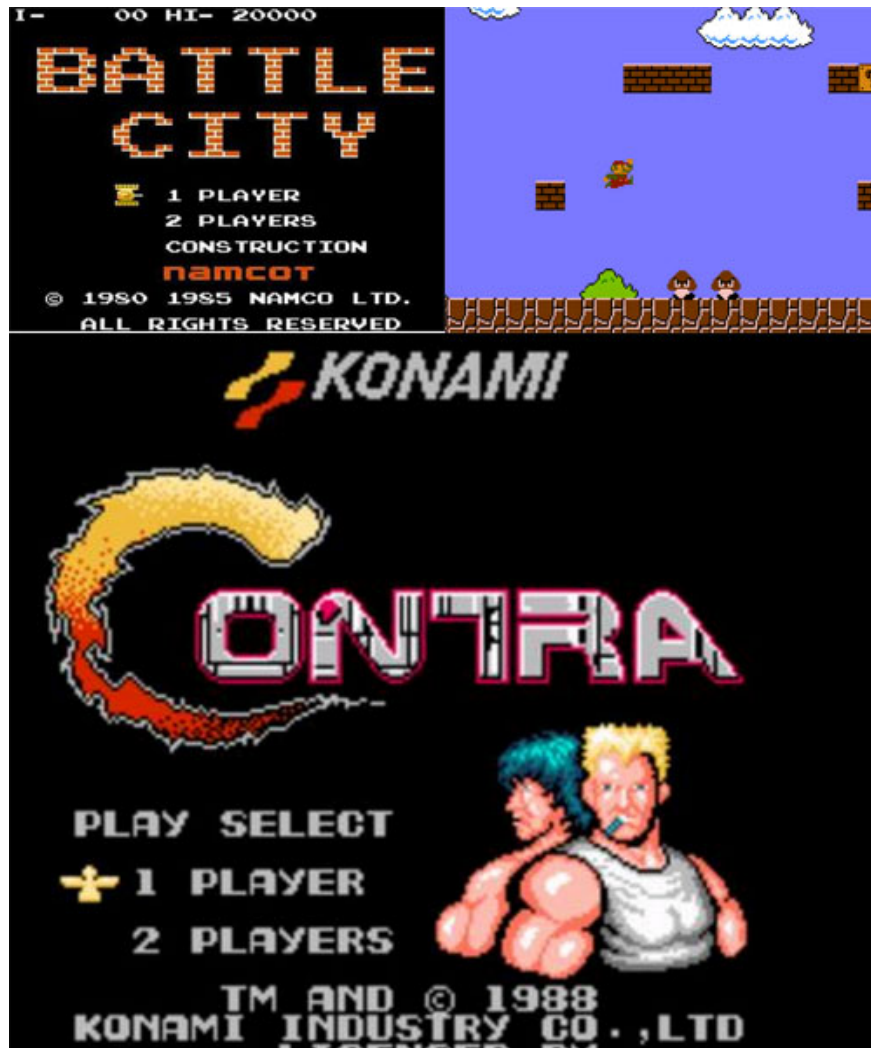 I- 00 HI- 20000
BATTLE
CITY
1 PLAYER
2 PLAYERS
CONSTRUCTION
namcot
© 1980 1985 NAMCO LTD.
ALL RIGHTS RESERVED
KONAMI
CONTRA
PLAY SELECT
1 PLAYER
2 PLAYERS
TM AND © 1988
KONAMI INDUSTRY CO.,LTD